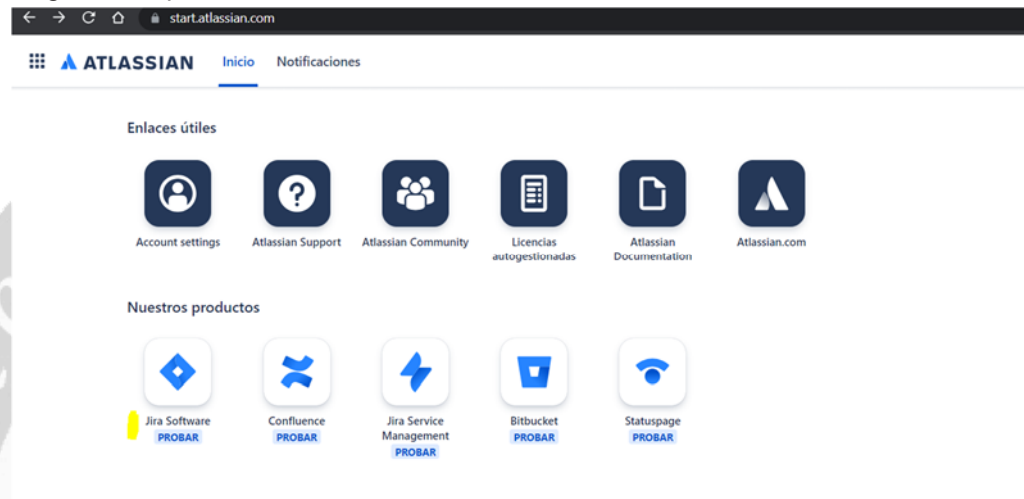 start.atlassian.com
ATLASSIAN Inicio Notificaciones
Enlaces útiles
Account settings
Atlassian Support
Atlassian Community
Licencias
autogestionadas
Atlassian
Documentation
Atlassian.com
Nuestros productos
Jira Software
PROBAR
Confluence
PROBAR
Jira Service
Management
PROBAR
Bitbucket
PROBAR
Statuspage
PROBAR